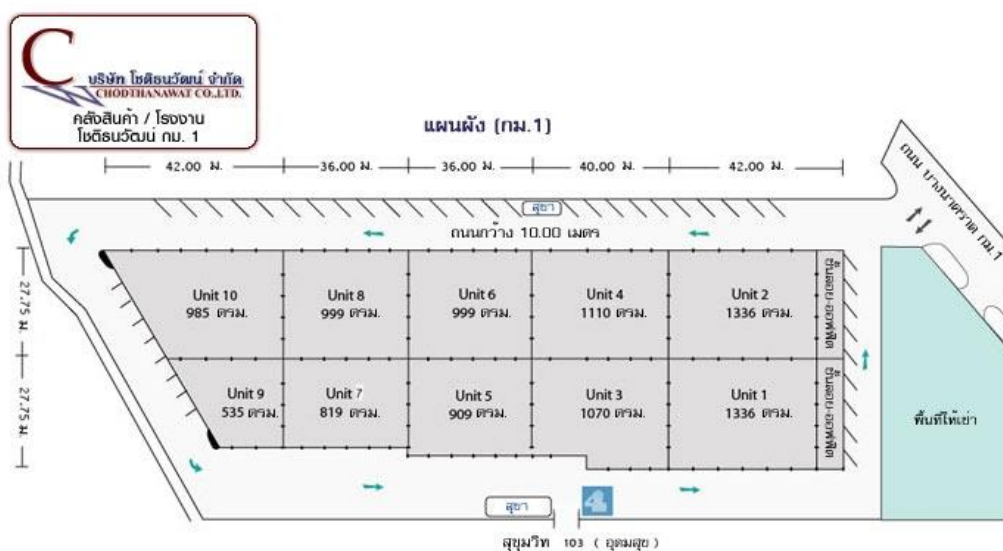 C
บริษัท โชติธนวัฒน์ จำกัด
CHODTHANAWAT CO.,LTD.
คลังสินค้า / โรงงาน
โชติธนวัฒน์ กม. 1
แผนผัง (กม.1)
42.00 ม.
36.00 ม.
36.00 ม.
40.00 ม.
42.00 ม.
ถนน บางนาตราด กม.1
สุขา
ถนนกว้าง 10.00 เมตร
27.75 ม.
27.75 ม.
Unit 10
985 ตรม.
Unit 8
999 ตรม.
Unit 6
999 ตรม.
Unit 4
1110 ตรม.
Unit 2
1336 ตรม.
Unit 9
535 ตรม.
Unit 7
819 ตรม.
Unit 5
909 ตรม.
Unit 3
1070 ตรม.
Unit 1
1336 ตรม.
พื้นที่ให้เช่า
สุขา
สุขุมวิท 103 ( อุดมสุข )